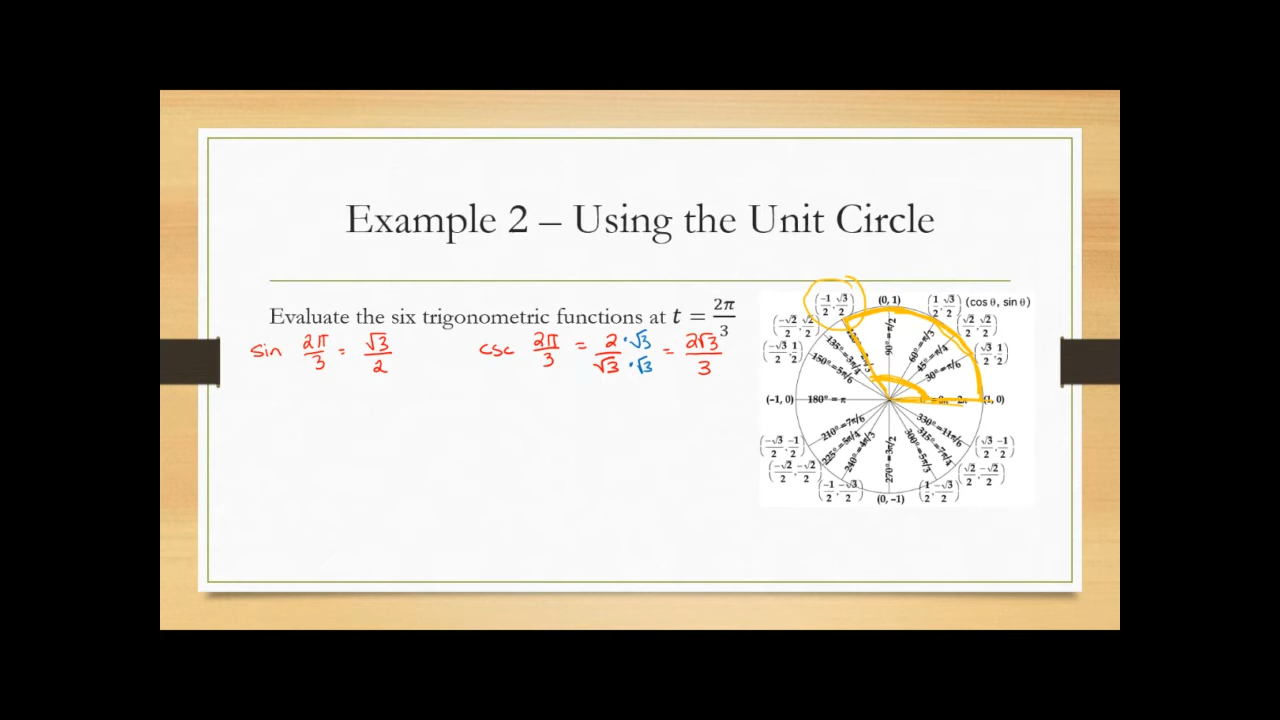 Example 2 – Using the Unit Circle
Evaluate the six trigonometric functions at t = 2π/3
sin 2π/3 = √3/2
csc 2π/3 = 2·√3/√3·√3 = 2√3/3
(-1/2, √3/2)
(0, 1)
(1/2, √3/2)
(cos θ, sin θ)
(-√2/2, √2/2)
(√2/2, √2/2)
(-√3/2, 1/2)
(√3/2, 1/2)
135° = 3π/4
90° = π/2
60° = π/3
45° = π/4
150° = 5π/6
30° = π/6
(-1, 0)
180° = π
(1, 0)
210° = 7π/6
330° = 11π/6
225° = 5π/4
315° = 7π/4
240° = 4π/3
270° = 3π/2
300° = 5π/3
(-√3/2, -1/2)
(√3/2, -1/2)
(-√2/2, -√2/2)
(√2/2, -√2/2)
(-1/2, -√3/2)
(1/2, -√3/2)
(0, -1)